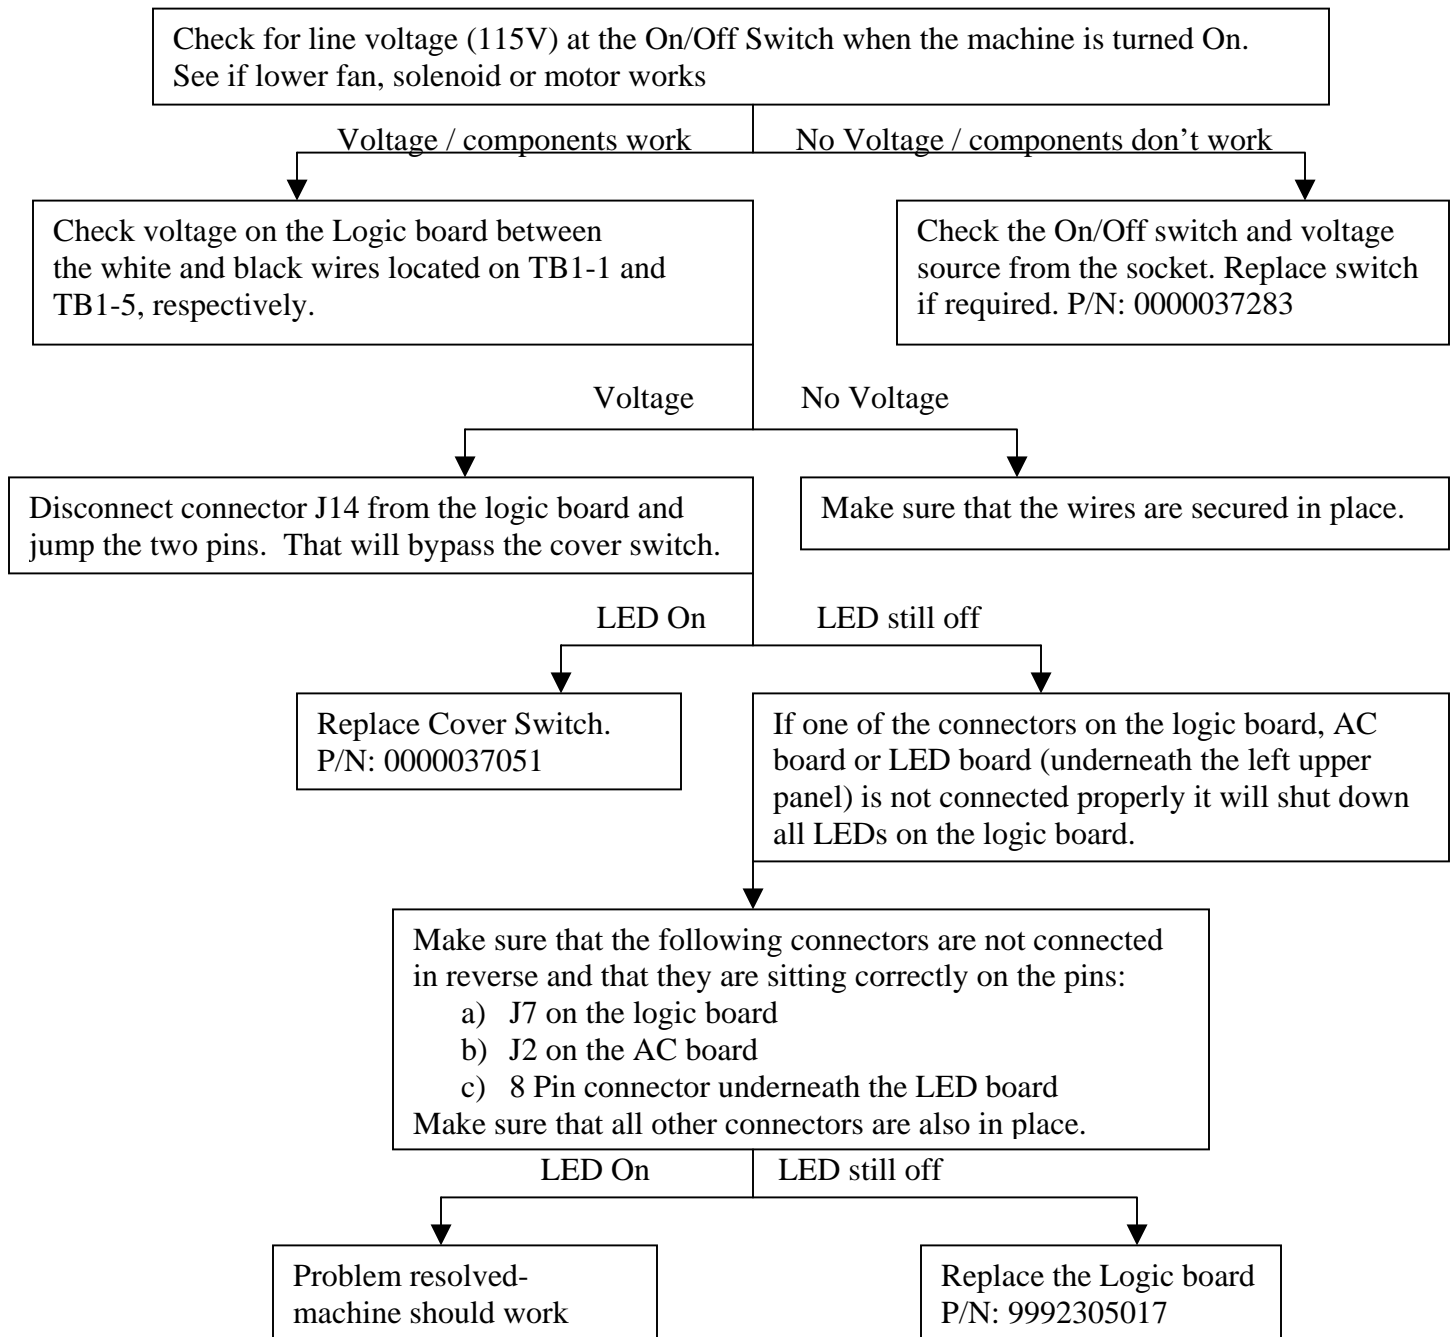 Check for line voltage (115V) at the On/Off Switch when the machine is turned On.
See if lower fan, solenoid or motor works
Voltage / components work
No Voltage / components don’t work
Check voltage on the Logic board between
the white and black wires located on TB1-1 and
TB1-5, respectively.
Check the On/Off switch and voltage
source from the socket. Replace switch
if required. P/N: 0000037283
Voltage
No Voltage
Disconnect connector J14 from the logic board and
jump the two pins.  That will bypass the cover switch.
Make sure that the wires are secured in place.
LED On
LED still off
Replace Cover Switch.
P/N: 0000037051
If one of the connectors on the logic board, AC
board or LED board (underneath the left upper
panel) is not connected properly it will shut down
all LEDs on the logic board.
Make sure that the following connectors are not connected
in reverse and that they are sitting correctly on the pins:
a) J7 on the logic board
b) J2 on the AC board
c) 8 Pin connector underneath the LED board
Make sure that all other connectors are also in place.
LED On
LED still off
Problem resolved-
machine should work
Replace the Logic board
P/N: 9992305017